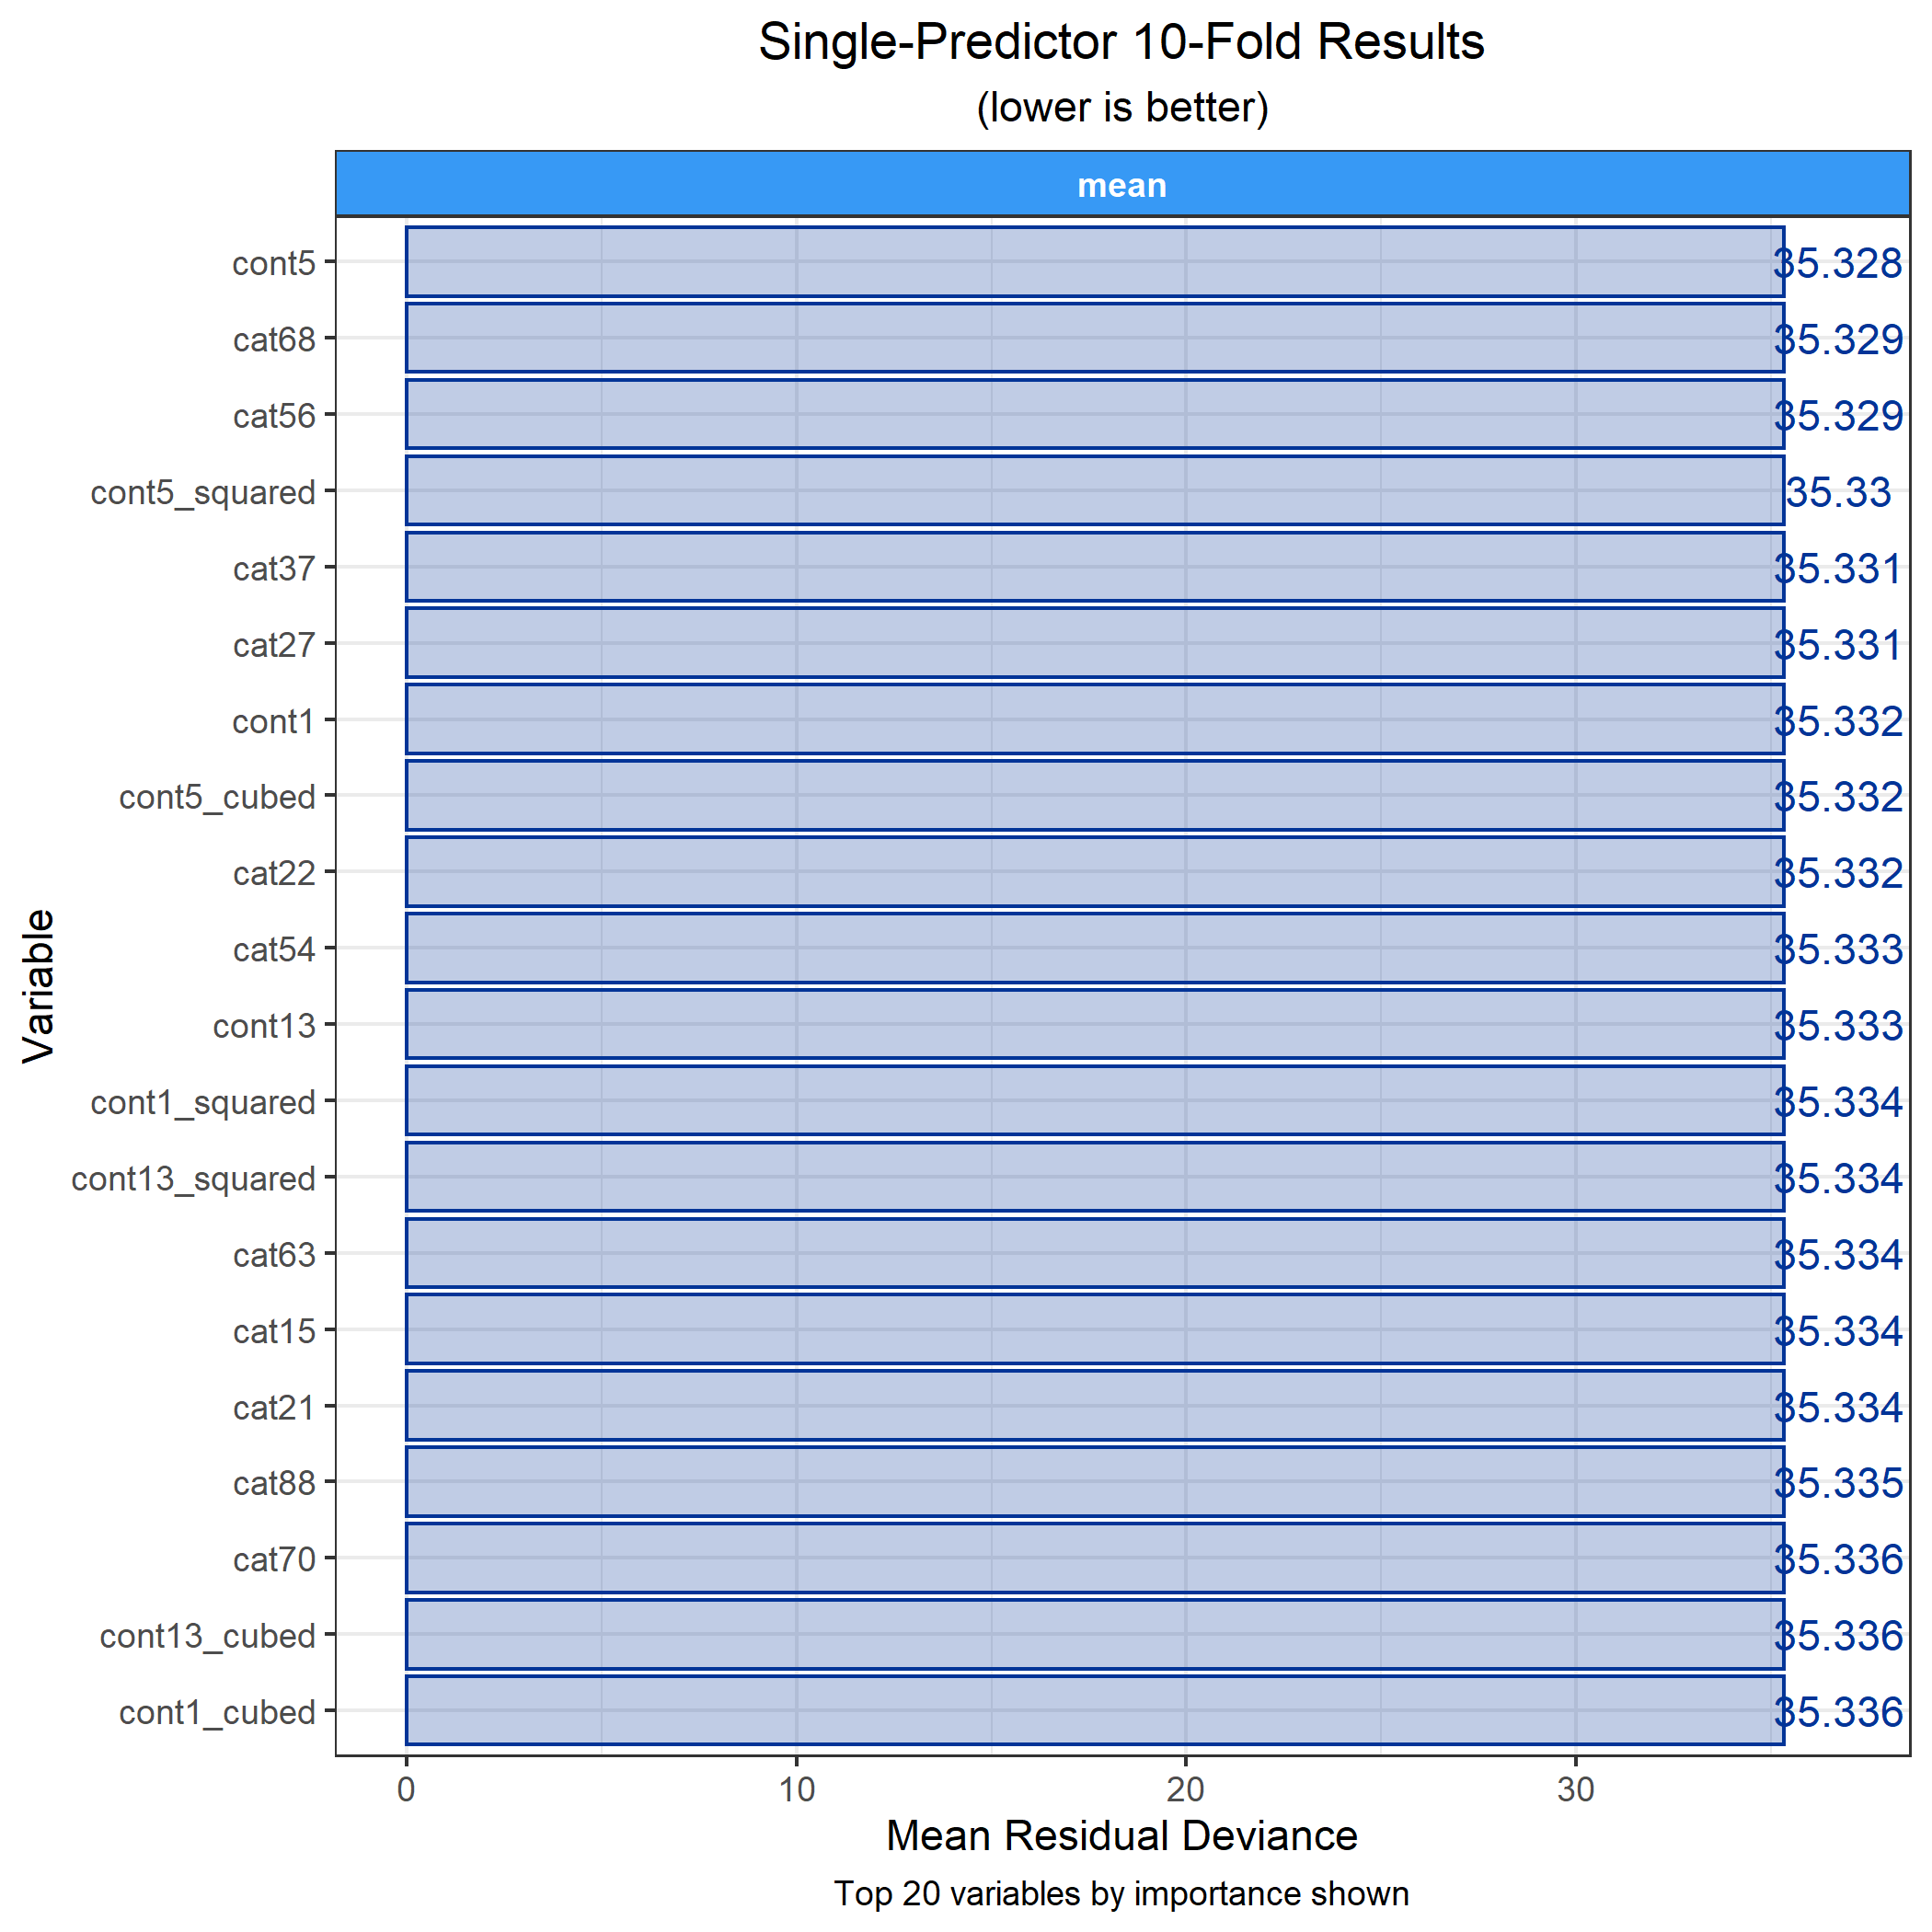 Single-Predictor 10-Fold Results
(lower is better)
mean
Variable
cont5 35.328
cat68 35.329
cat56 35.329
cont5_squared 35.33
cat37 35.331
cat27 35.331
cont1 35.332
cont5_cubed 35.332
cat22 35.332
cat54 35.333
cont13 35.333
cont1_squared 35.334
cont13_squared 35.334
cat63 35.334
cat15 35.334
cat21 35.334
cat88 35.335
cat70 35.336
cont13_cubed 35.336
cont1_cubed 35.336
0 10 20 30
Mean Residual Deviance
Top 20 variables by importance shown